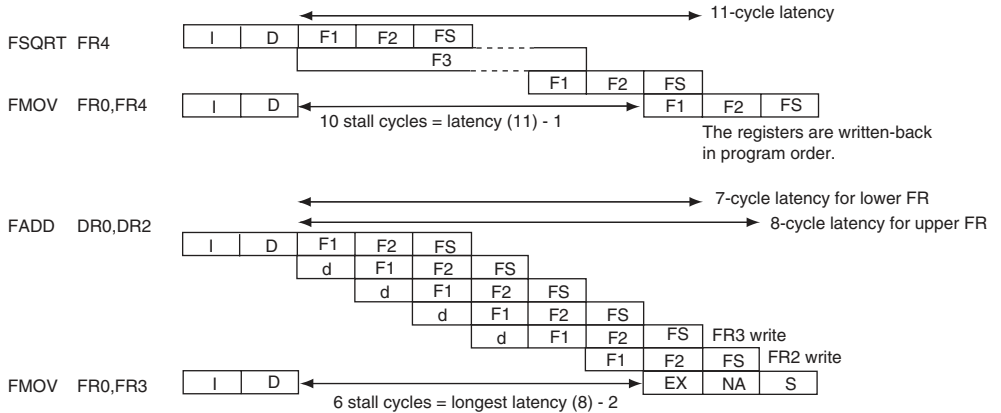 11-cycle latency
FSQRT FR4 I D F1 F2 FS
F3
F1 F2 FS
FMOV FR0,FR4 I D F1 F2 FS
10 stall cycles = latency (11) - 1
The registers are written-back
in program order.
7-cycle latency for lower FR
8-cycle latency for upper FR
FADD DR0,DR2
I D F1 F2 FS
d F1 F2 FS
d F1 F2 FS
d F1 F2 FS
d F1 F2 FS FR3 write
F1 F2 FS FR2 write
FMOV FR0,FR3 I D EX NA S
6 stall cycles = longest latency (8) - 2